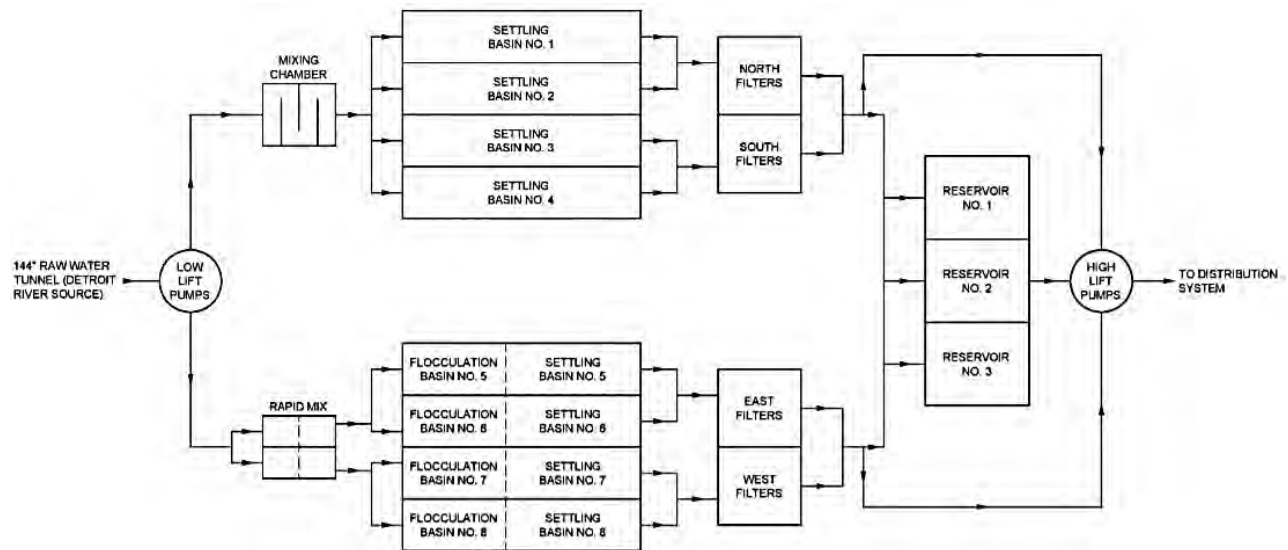 MIXING
CHAMBER
SETTLING
BASIN NO. 1
SETTLING
BASIN NO. 2
SETTLING
BASIN NO. 3
SETTLING
BASIN NO. 4
NORTH
FILTERS
SOUTH
FILTERS
144" RAW WATER
TUNNEL (DETROIT
RIVER SOURCE)
LOW
LIFT
PUMPS
RESERVOIR
NO. 1
RESERVOIR
NO. 2
RESERVOIR
NO. 3
HIGH
LIFT
PUMPS
TO DISTRIBUTION
SYSTEM
RAPID MIX
FLOCCULATION
BASIN NO. 5
SETTLING
BASIN NO. 5
FLOCCULATION
BASIN NO. 6
SETTLING
BASIN NO. 6
FLOCCULATION
BASIN NO. 7
SETTLING
BASIN NO. 7
FLOCCULATION
BASIN NO. 8
SETTLING
BASIN NO. 8
EAST
FILTERS
WEST
FILTERS